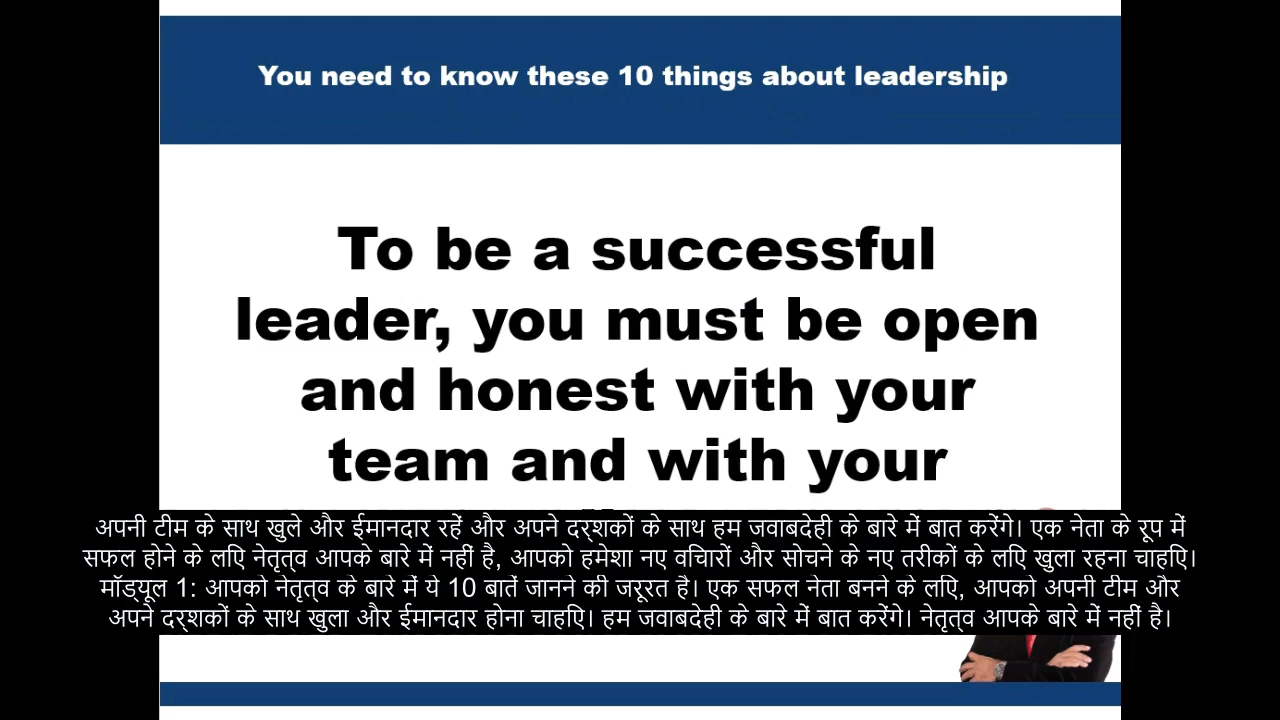 You need to know these 10 things about leadership
To be a successful
leader, you must be open
and honest with your
team and with your
अपनी टीम के साथ खुले और ईमानदार रहें और अपने दर्शकों के साथ हम जवाबदेही के बारे में बात करेंगे। एक नेता के रूप में
सफल होने के लिए नेतृत्व आपके बारे में नहीं है, आपको हमेशा नए विचारों और सोचने के नए तरीकों के लिए खुला रहना चाहिए।
मॉड्यूल 1: आपको नेतृत्व के बारे में ये 10 बातें जानने की जरूरत है। एक सफल नेता बनने के लिए, आपको अपनी टीम और
अपने दर्शकों के साथ खुला और ईमानदार होना चाहिए। हम जवाबदेही के बारे में बात करेंगे। नेतृत्व आपके बारे में नहीं है।